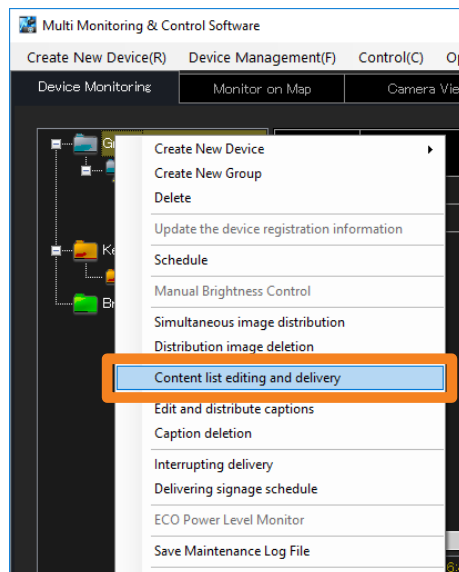 Multi Monitoring & Control Software
Create New Device(R) Device Management(F) Control(C)
Device Monitoring Monitor on Map Camera
Create New Device
Create New Group
Delete
Update the device registration information
Schedule
Manual Brightness Control
Simultaneous image distribution
Distribution image deletion
Content list editing and delivery
Edit and distribute captions
Caption deletion
Interrupting delivery
Delivering signage schedule
ECO Power Level Monitor
Save Maintenance Log File